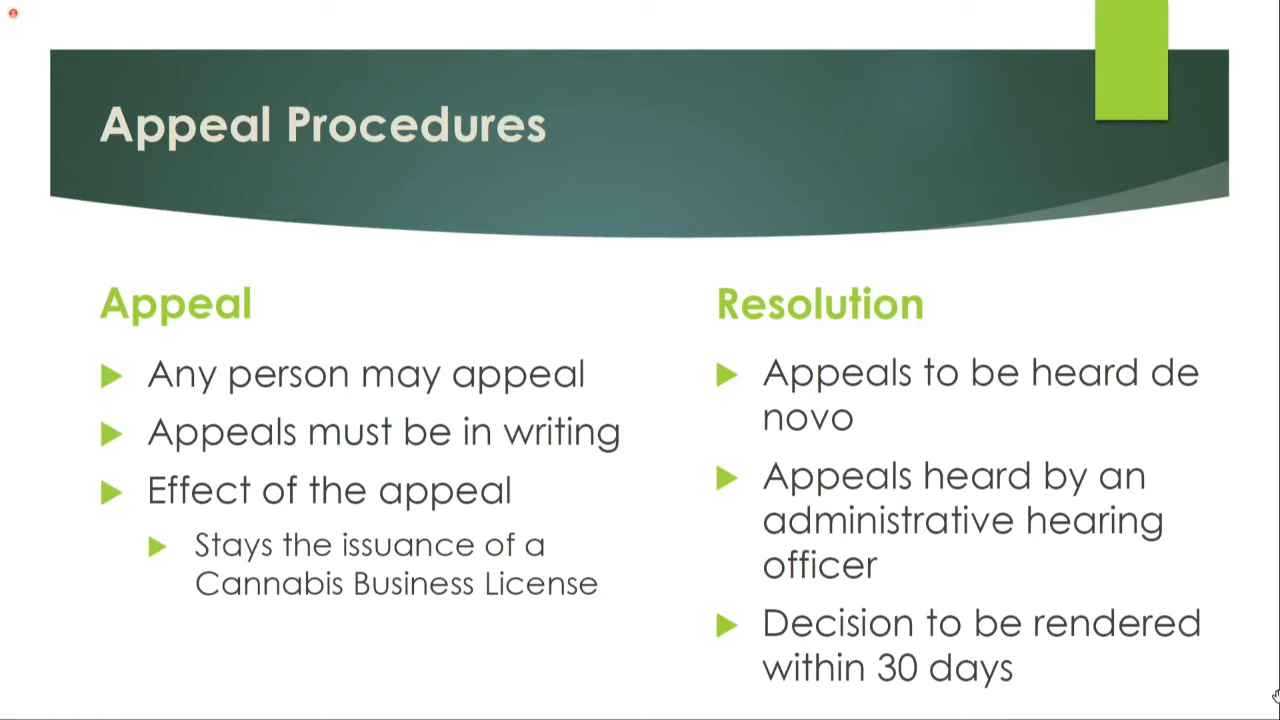 Appeal Procedures
Appeal
Any person may appeal
Appeals must be in writing
Effect of the appeal
Stays the issuance of a
Cannabis Business License
Resolution
Appeals to be heard de
novo
Appeals heard by an
administrative hearing
officer
Decision to be rendered
within 30 days